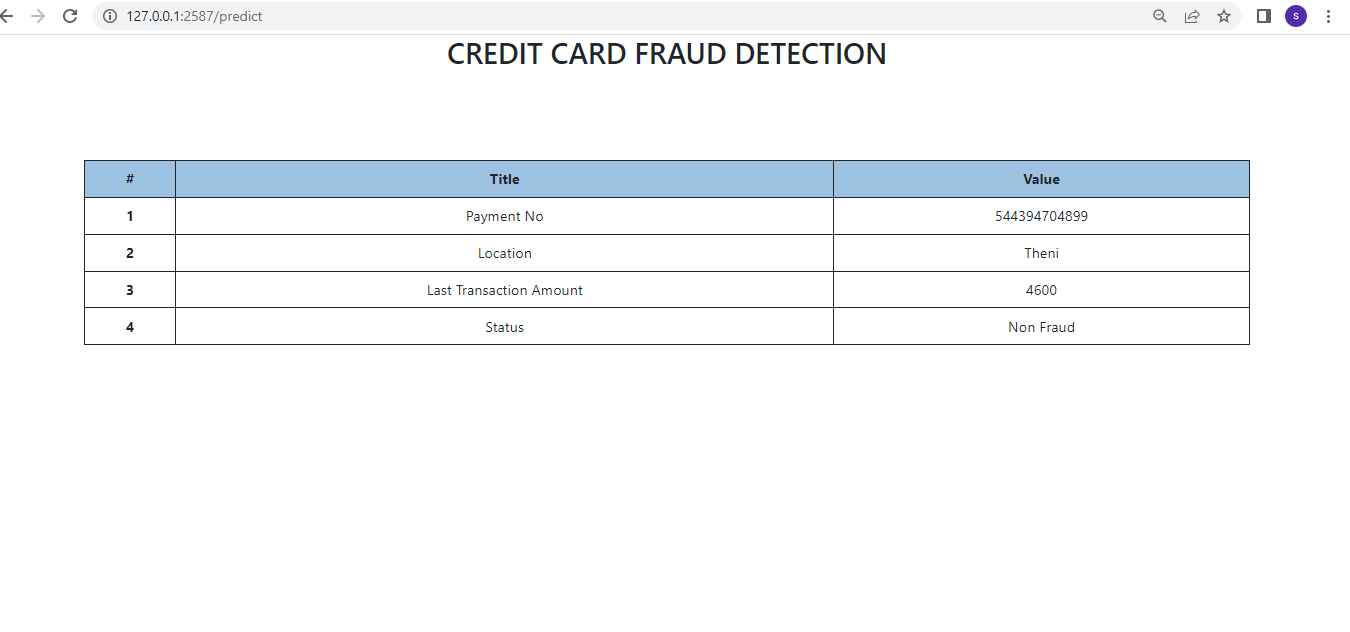 127.0.0.1:2587/predict
s
CREDIT CARD FRAUD DETECTION
# Title Value
1 Payment No 544394704899
2 Location Theni
3 Last Transaction Amount 4600
4 Status Non Fraud